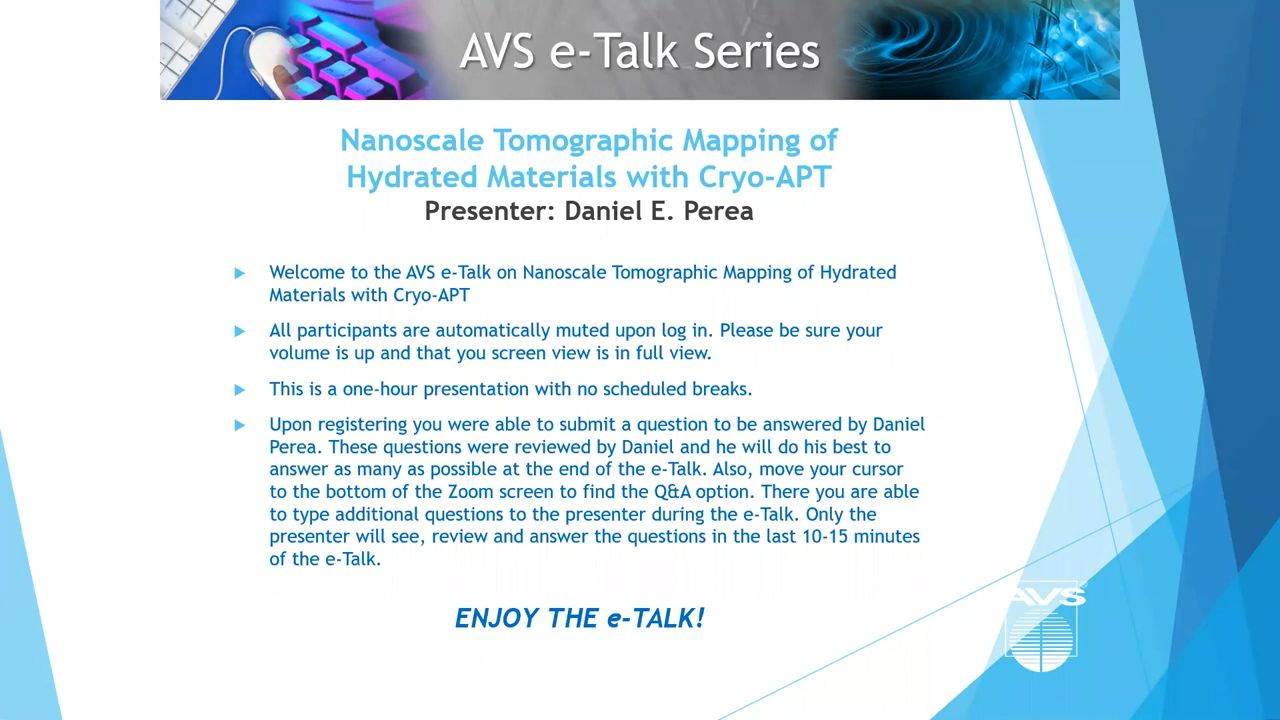 AVS e-Talk Series
Nanoscale Tomographic Mapping of
Hydrated Materials with Cryo-APT
Presenter: Daniel E. Perea
Welcome to the AVS e-Talk on Nanoscale Tomographic Mapping of Hydrated
Materials with Cryo-APT
All participants are automatically muted upon log in. Please be sure your
volume is up and that you screen view is in full view.
This is a one-hour presentation with no scheduled breaks.
Upon registering you were able to submit a question to be answered by Daniel
Perea. These questions were reviewed by Daniel and he will do his best to
answer as many as possible at the end of the e-Talk. Also, move your cursor
to the bottom of the Zoom screen to find the Q&A option. There you are able
to type additional questions to the presenter during the e-Talk. Only the
presenter will see, review and answer the questions in the last 10-15 minutes
of the e-Talk.
AVS
ENJOY THE e-TALK!